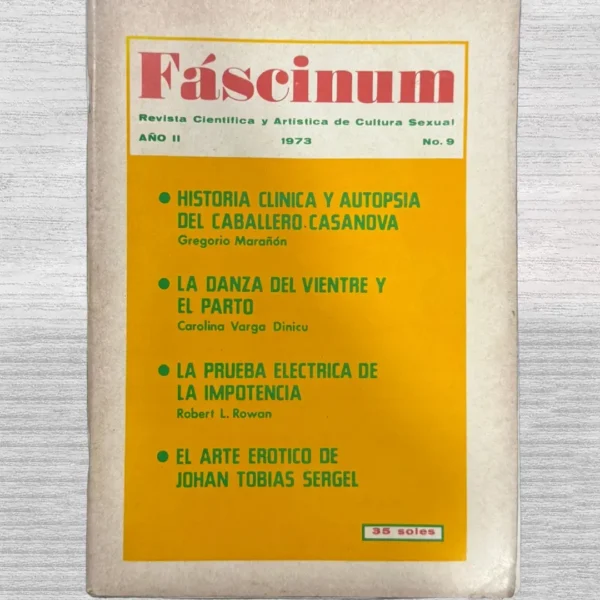 Fáscinum
Revista Científica y Artística de Cultura Sexual
AÑO II 1973 No. 9
● HISTORIA CLINICA Y AUTOPSIA
DEL CABALLERO CASANOVA
Gregorio Marañón
● LA DANZA DEL VIENTRE Y
EL PARTO
Carolina Varga Dinicu
● LA PRUEBA ELECTRICA DE
LA IMPOTENCIA
Robert L. Rowan
● EL ARTE EROTICO DE
JOHAN TOBIAS SERGEL
35 soles